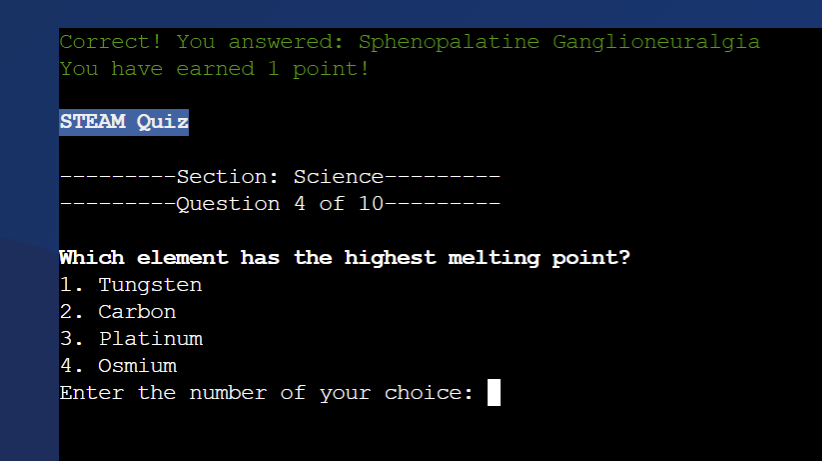 Correct! You answered: Sphenopalatine Ganglioneuralgia
You have earned 1 point!
STEAM Quiz
---------Section: Science---------
---------Question 4 of 10---------
Which element has the highest melting point?
1. Tungsten
2. Carbon
3. Platinum
4. Osmium
Enter the number of your choice: